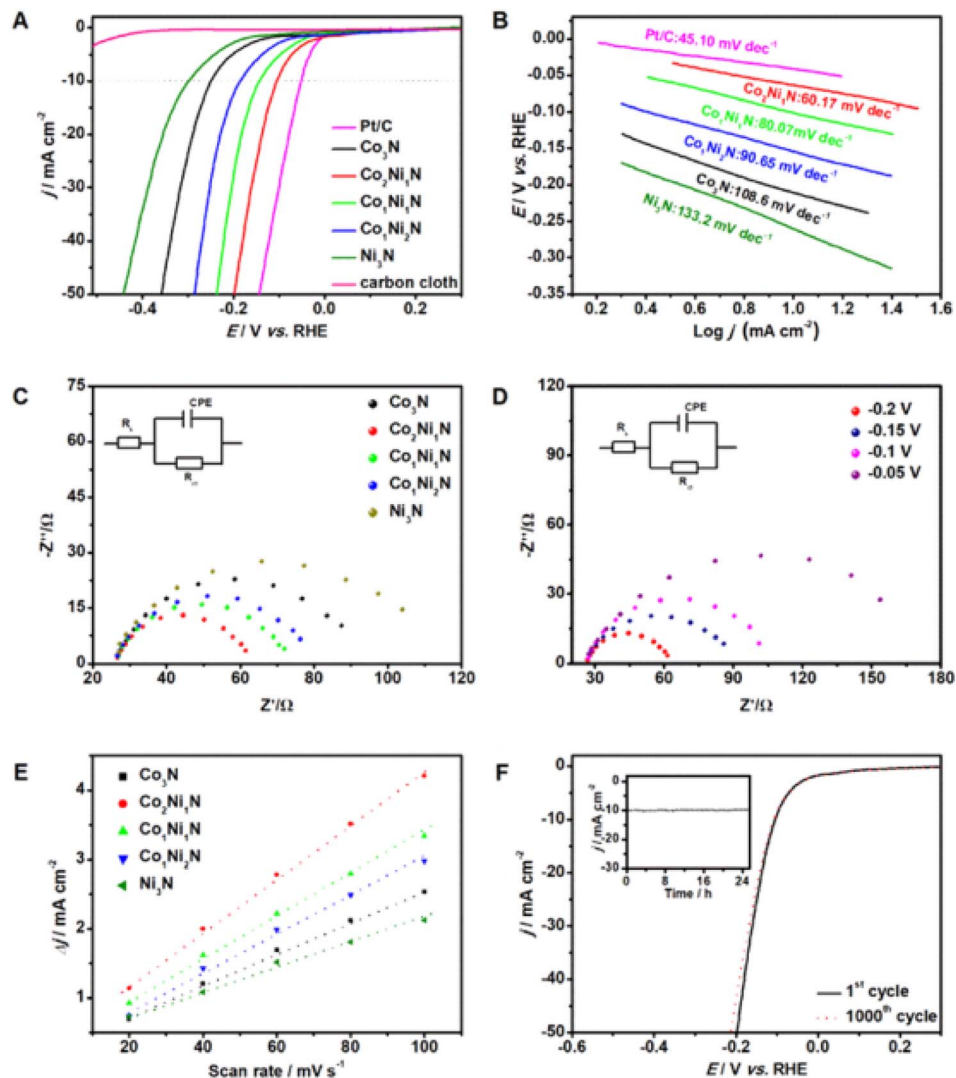 A
0
-10
-20
-30
-40
-50
j / mA cm⁻²
-0.4
-0.2
0.0
0.2
E / V vs. RHE
Pt/C
Co₃N
Co₂Ni₁N
Co₁Ni₁N
Co₁Ni₂N
Ni₃N
carbon cloth
B
0.00
-0.05
-0.10
-0.15
-0.20
-0.25
-0.30
-0.35
E / V vs. RHE
Pt/C:45.10 mV dec⁻¹
Co₂Ni₁N:60.17 mV dec⁻¹
Co₁Ni₁N:80.07mV dec⁻¹
Co₁Ni₂N:90.65 mV dec⁻¹
Co₃N:108.6 mV dec⁻¹
Ni₃N:133.2 mV dec⁻¹
0.2
0.4
0.6
0.8
1.0
1.2
1.4
1.6
Log j (mA cm⁻²)
C
75
60
45
30
15
0
-Z''/Ω
CPE
Co₃N
Co₂Ni₁N
Co₁Ni₁N
Co₁Ni₂N
Ni₃N
20
40
60
80
100
120
Z'/Ω
D
120
90
60
30
0
-Z''/Ω
CPE
-0.2 V
-0.15 V
-0.1 V
-0.05 V
30
60
90
120
150
180
Z'/Ω
E
4
3
2
1
Δj / mA cm⁻²
Co₃N
Co₂Ni₁N
Co₁Ni₁N
Co₁Ni₂N
Ni₃N
20
40
60
80
100
Scan rate / mV s⁻¹
F
0
-10
-20
-30
-40
-50
j / mA cm⁻²
0
-10
-20
-30
j / mA cm⁻²
0
8
16
24
Time / h
1ˢᵗ cycle
1000ᵗʰ cycle
-0.6
-0.4
-0.2
0.0
0.2
E / V vs. RHE